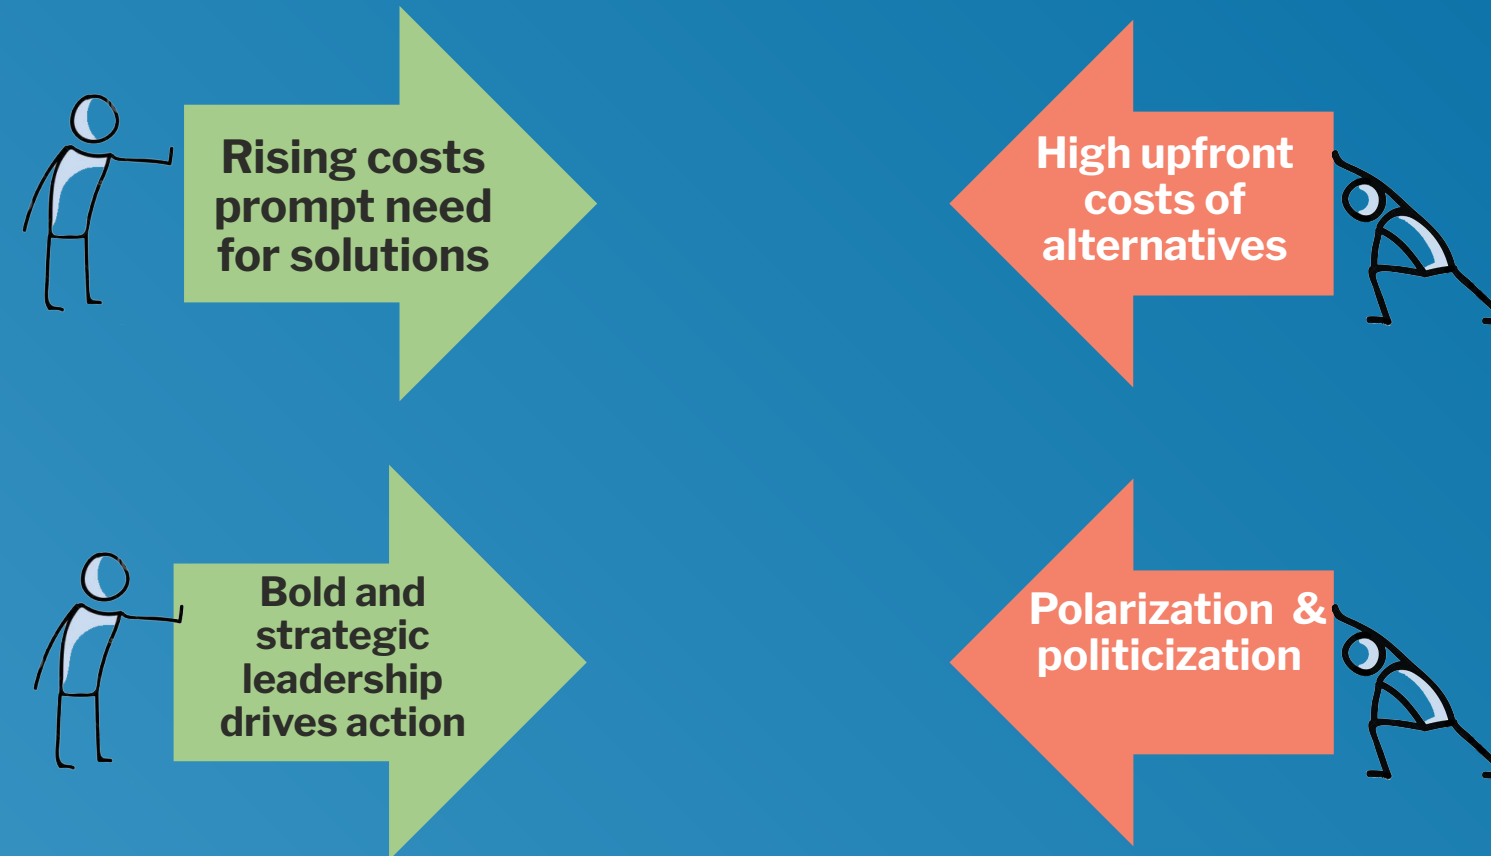 Rising costs
prompt need
for solutions
High upfront
costs of
alternatives
Bold and
strategic
leadership
drives action
Polarization  &
politicization